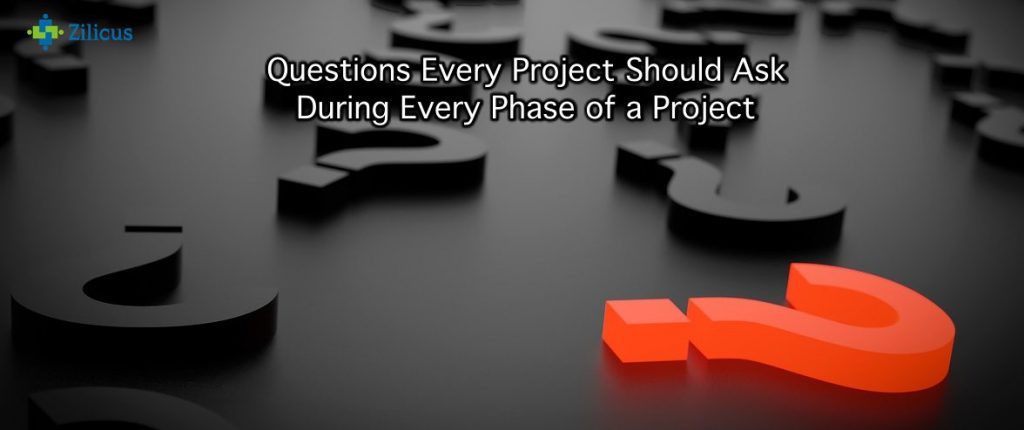 Zilicus
Questions Every Project Should Ask
During Every Phase of a Project